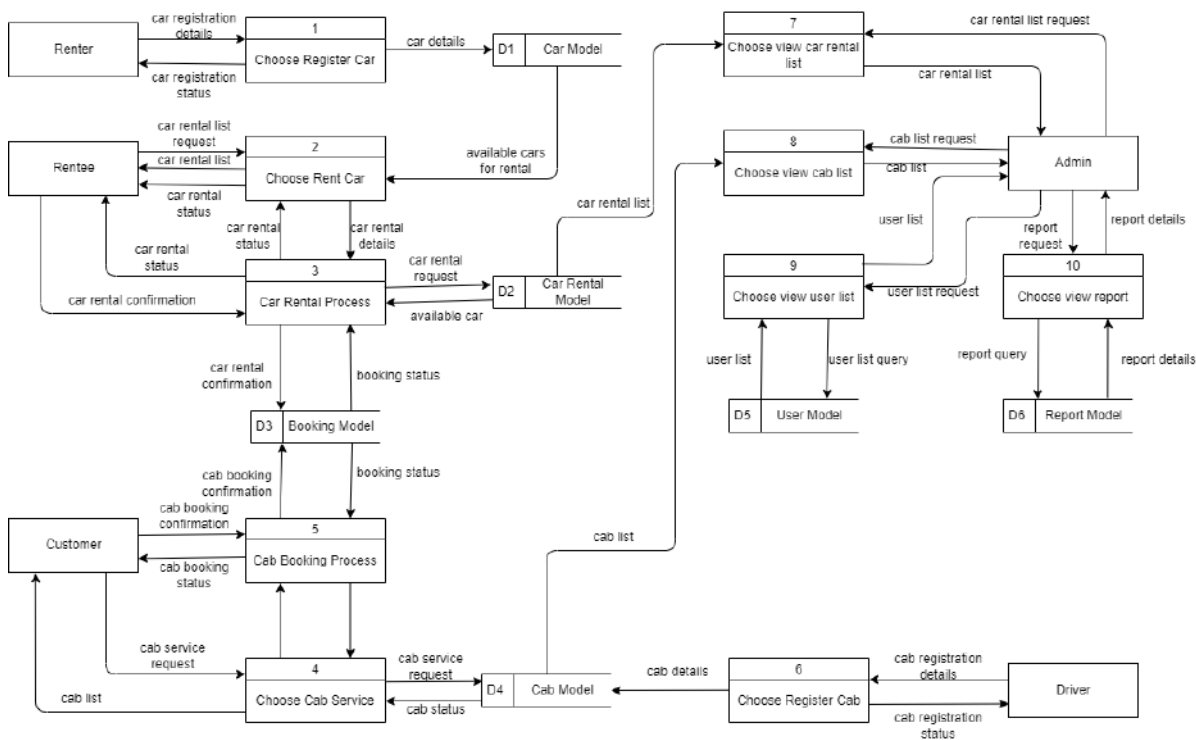 car registration
details
Renter
1
Choose Register Car
car registration
status
car details
D1
Car Model
car rental list
request
car rental list
Rentee
2
Choose Rent Car
car rental
status
available cars
for rental
car rental
status
car rental
details
car rental
status
car rental confirmation
3
Car Rental Process
car rental
request
available car
D2
Car Rental
Model
car rental list
car rental
confirmation
booking status
D3
Booking Model
cab booking
confirmation
booking status
cab booking
confirmation
Customer
cab booking
status
5
Cab Booking Process
cab service
request
cab list
4
Choose Cab Service
cab service
request
cab status
D4
Cab Model
cab list
cab details
6
Choose Register Cab
cab registration
details
cab registration
status
Driver
7
Choose view car rental
list
car rental list request
car rental list
8
Choose view cab list
cab list request
cab list
Admin
user list
report
request
report details
9
Choose view user list
user list request
10
Choose view report
user list
user list query
report query
report details
D5
User Model
D6
Report Model